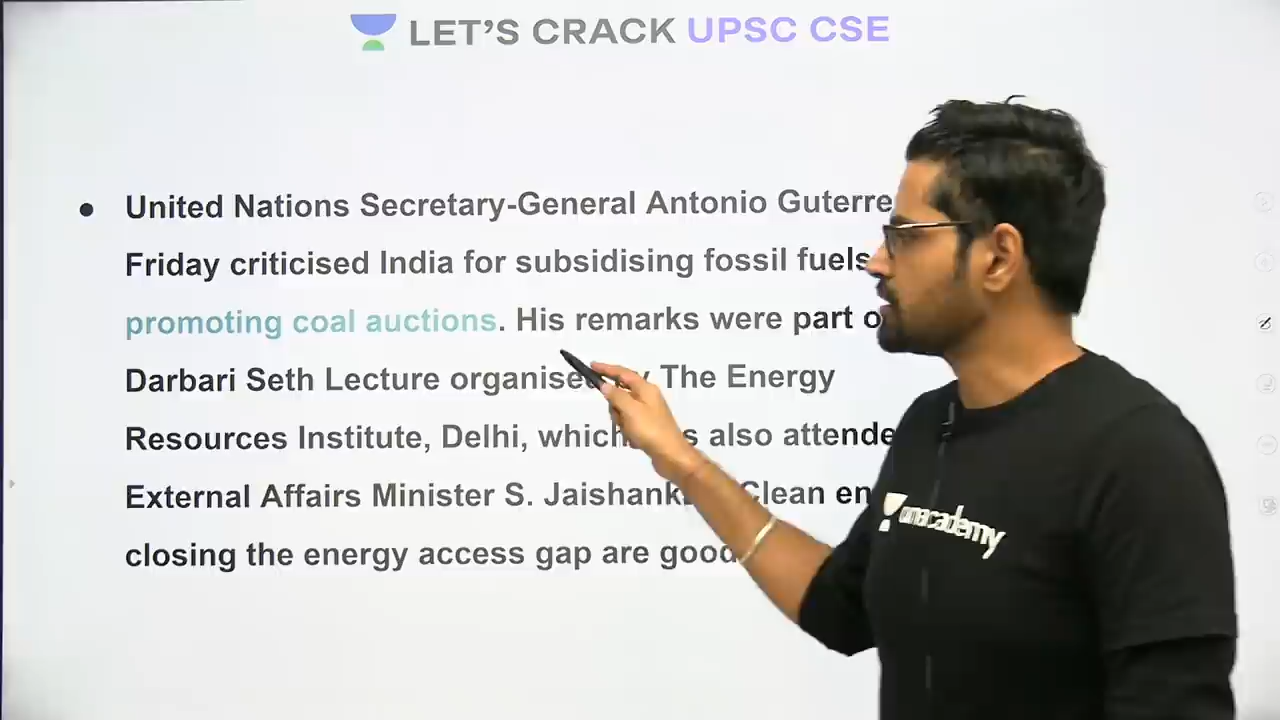 LET'S CRACK UPSC CSE
● United Nations Secretary-General Antonio Guterre
Friday criticised India for subsidising fossil fuels
promoting coal auctions. His remarks were part o
Darbari Seth Lecture organised by The Energy
Resources Institute, Delhi, which also attende
External Affairs Minister S. Jaishank Clean en
closing the energy access gap are good
unacademy